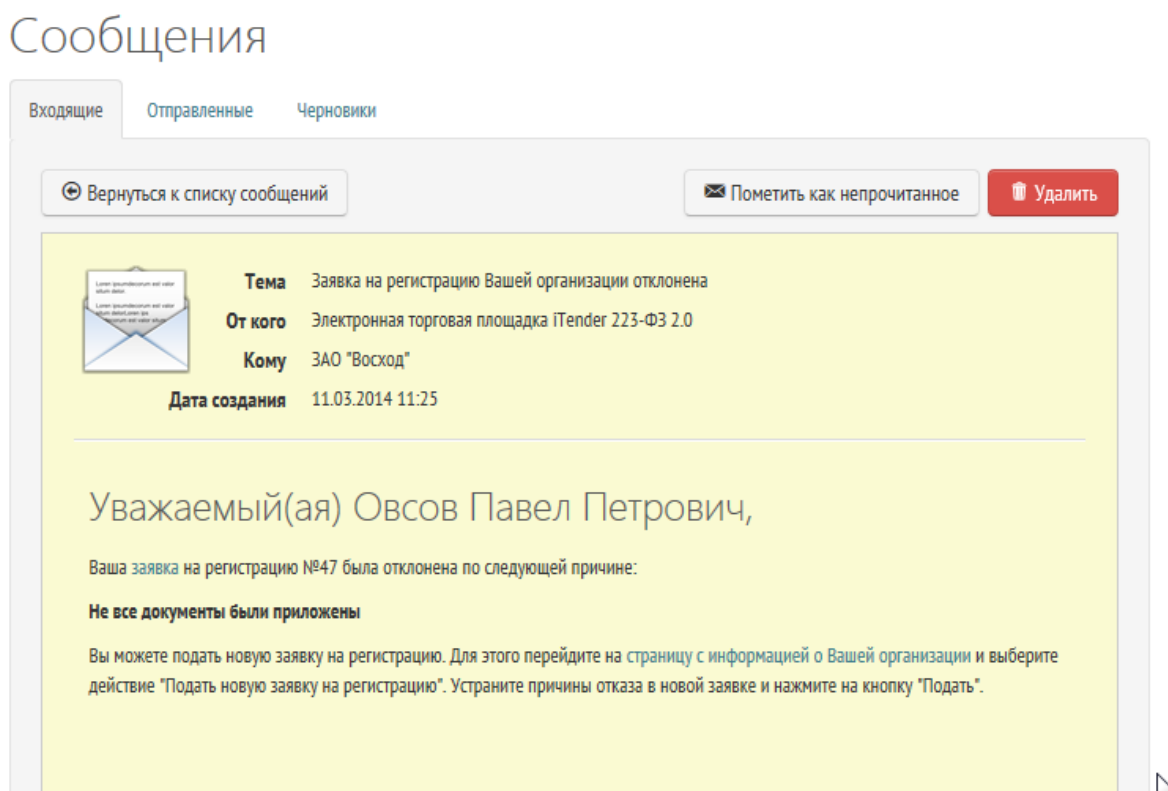 Сообщения
Входящие Отправленные Черновики
Вернуться к списку сообщений Пометить как непрочитанное Удалить
Тема Заявка на регистрацию Вашей организации отклонена
От кого Электронная торговая площадка iTender 223-ФЗ 2.0
Кому ЗАО "Восход"
Дата создания 11.03.2014 11:25
Уважаемый(ая) Овсов Павел Петрович,
Ваша заявка на регистрацию №47 была отклонена по следующей причине:
Не все документы были приложены
Вы можете подать новую заявку на регистрацию. Для этого перейдите на страницу с информацией о Вашей организации и выберите
действие "Подать новую заявку на регистрацию". Устраните причины отказа в новой заявке и нажмите на кнопку "Подать".